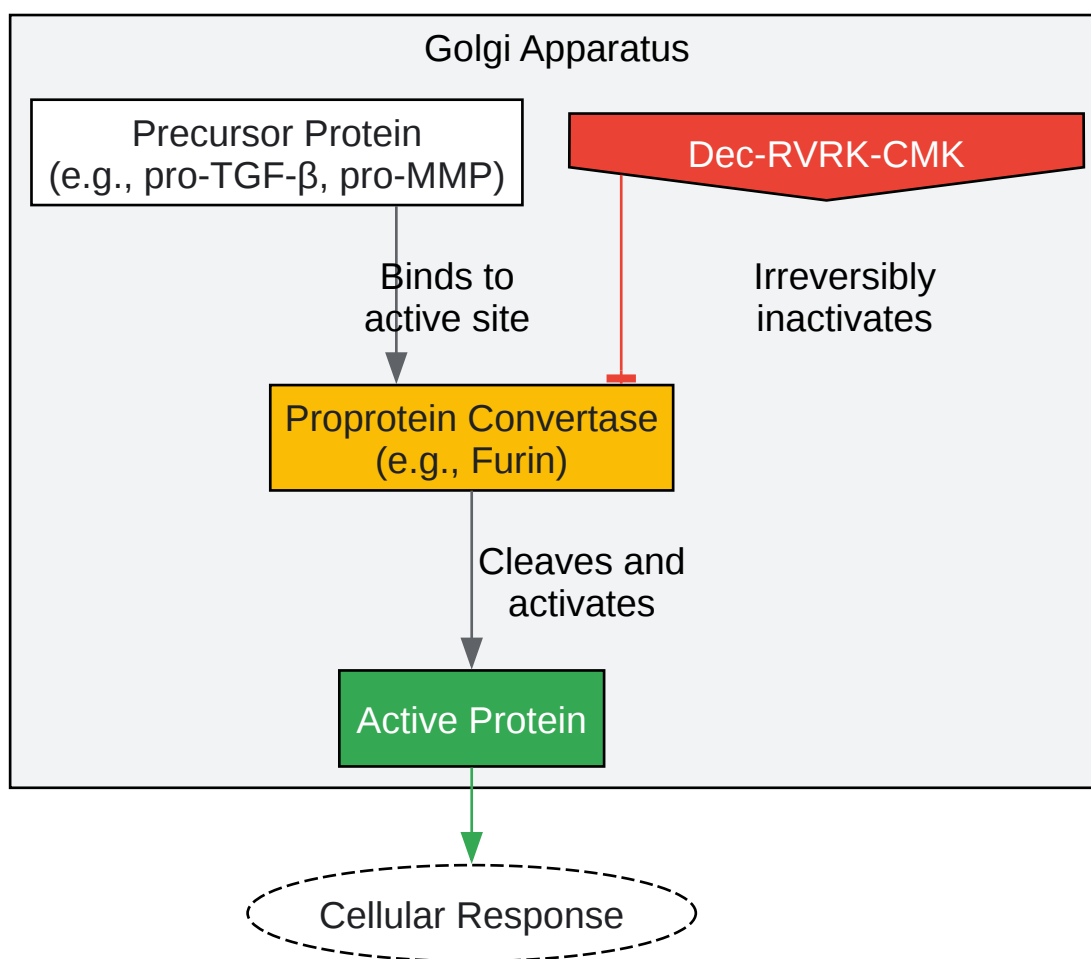 Golgi Apparatus
Precursor Protein
(e.g., pro-TGF-β, pro-MMP)
Dec-RVRK-CMK
Binds to
active site
Irreversibly
inactivates
Proprotein Convertase
(e.g., Furin)
Cleaves and
activates
Active Protein
Cellular Response